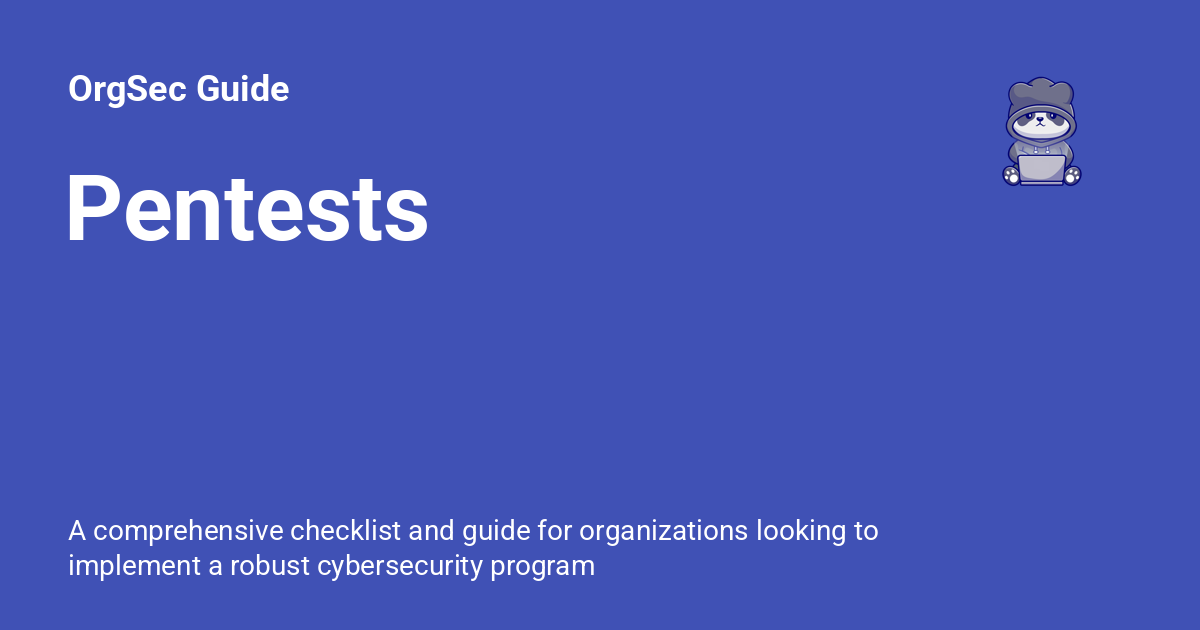 OrgSec Guide
Pentests
A comprehensive checklist and guide for organizations looking to
implement a robust cybersecurity program